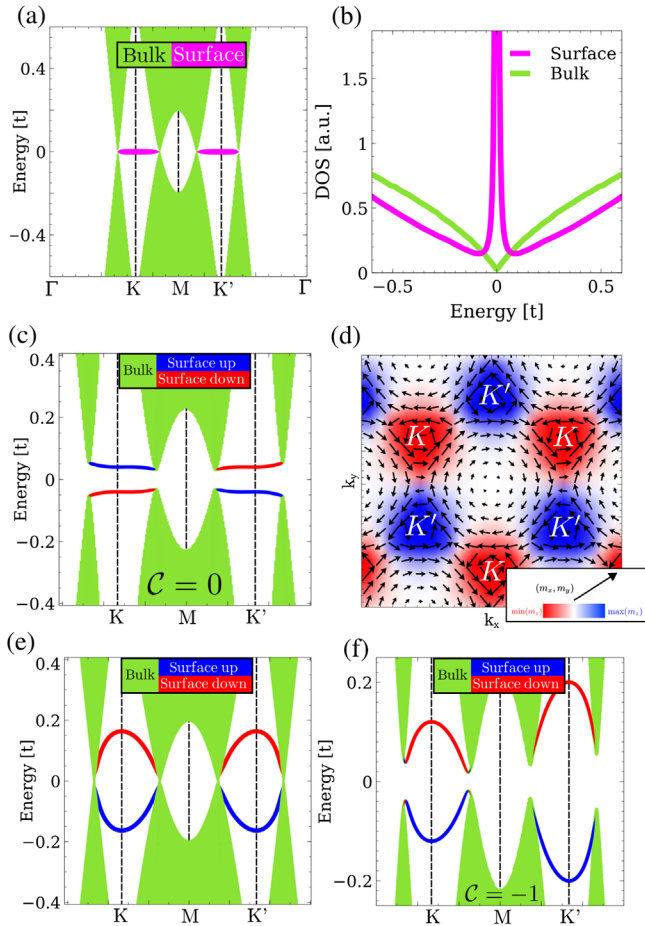 (a)
Bulk Surface
Energy [t]
0.4
0
−0.4
Γ K M K' Γ
(b)
DOS [a.u.]
1.5
1
0.5
0
Surface
Bulk
−0.5 0 0.5
Energy [t]
(c)
Bulk
Surface up
Surface down
Energy [t]
0.4
0.2
0
−0.2
−0.4
C = 0
K M K'
(d)
K' K K
K' K' K
k_y
k_x
(m_x, m_y)
min(m_z) max(m_z)
(e)
Bulk
Surface up
Surface down
Energy [t]
0.4
0.2
0
−0.2
−0.4
K M K'
(f)
Bulk
Surface up
Surface down
Energy [t]
0.2
0
−0.2
C = −1
K M K'